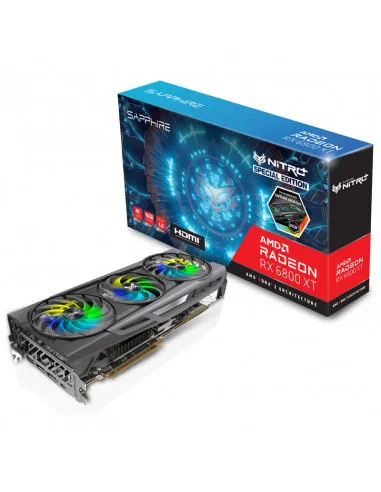 SAPPHIRE
NITRO+
SPECIAL EDITION
HDMI
AMD
RADEON
RX 6800 XT
AMD RDNA 2 ARCHITECTURE
NITRO+
AMD
RADEON
RX 6800 XT